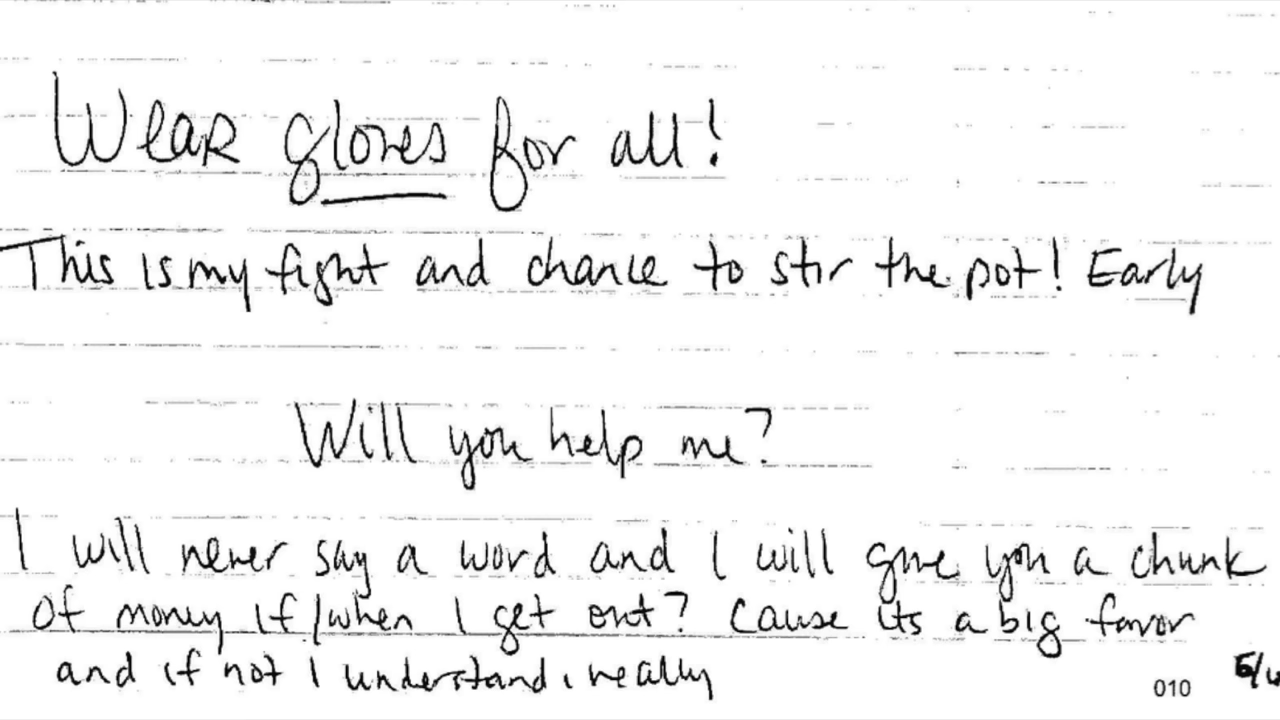 Wear gloves for all!
This is my fight and chance to stir the pot! Early
Will you help me?
I will never say a word and I will give you a chunk
of money if/when I get out? Cause its a big favor
and if not I understand, really
010